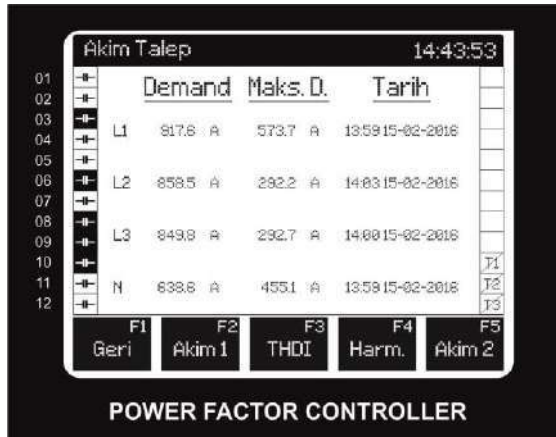 Akim Talep 14:43:53
01
02
03
04
05
06
07
08
09
10
11
12
Demand Maks. D. Tarih
L1 917.6 A 573.7 A 13:59 15-02-2016
L2 858.5 A 292.2 A 14:03 15-02-2016
L3 849.8 A 292.7 A 14:00 15-02-2016
N 638.6 A 455.1 A 13:59 15-02-2016
T1
T2
T3
F1 F2 F3 F4 F5
Geri Akim 1 THDI Harm. Akim 2
POWER FACTOR CONTROLLER